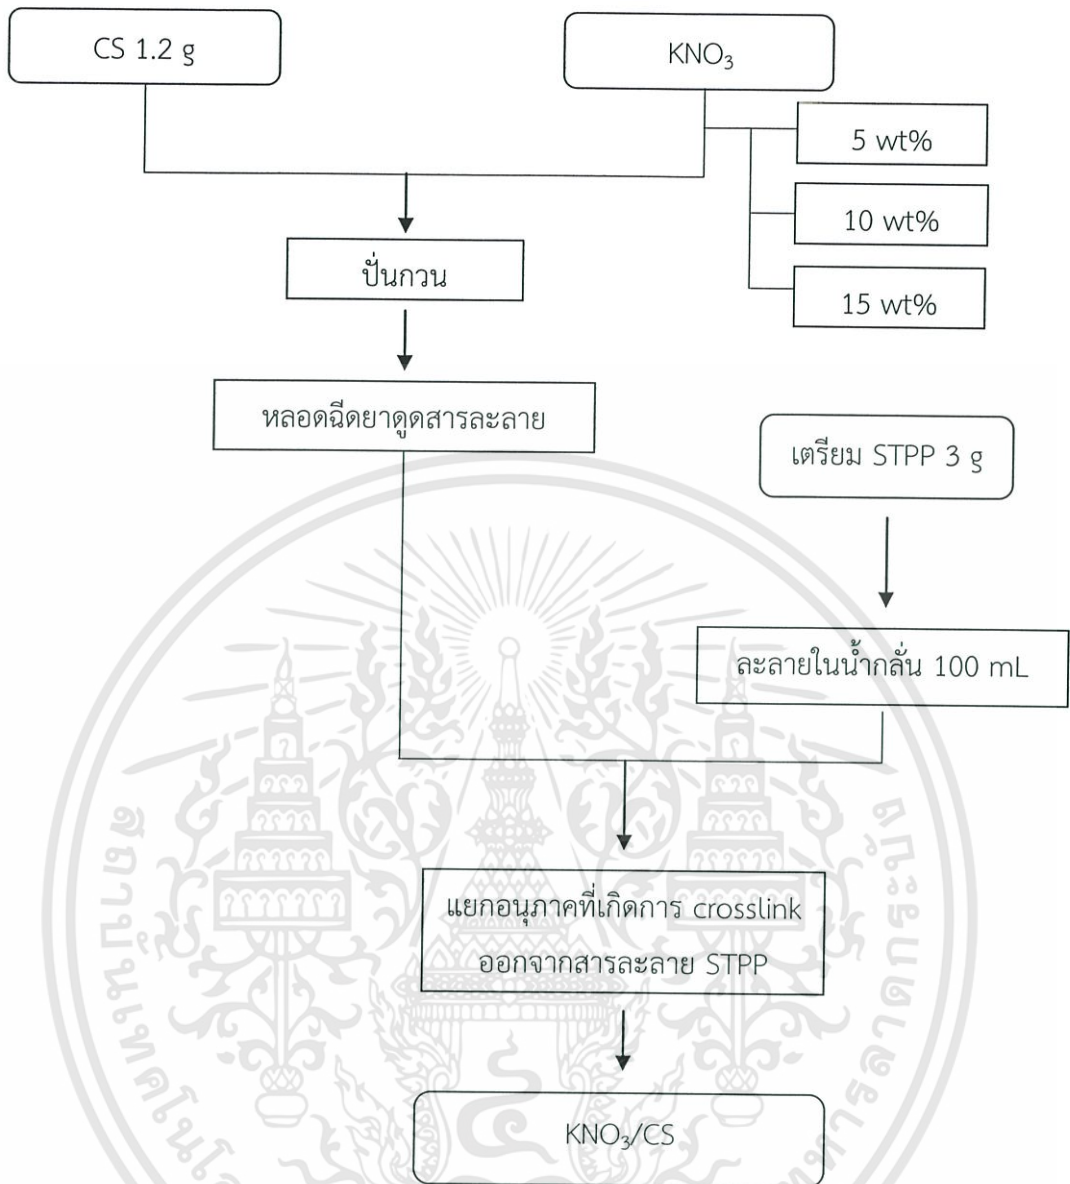 CS 1.2 g
KNO₃
5 wt%
10 wt%
15 wt%
ปั่นกวน
หลอดฉีดยาดูดสารละลาย
เตรียม STPP 3 g
ละลายในน้ำกลั่น 100 mL
แยกอนุภาคที่เกิดการ crosslink
ออกจากสารละลาย STPP
KNO₃/CS